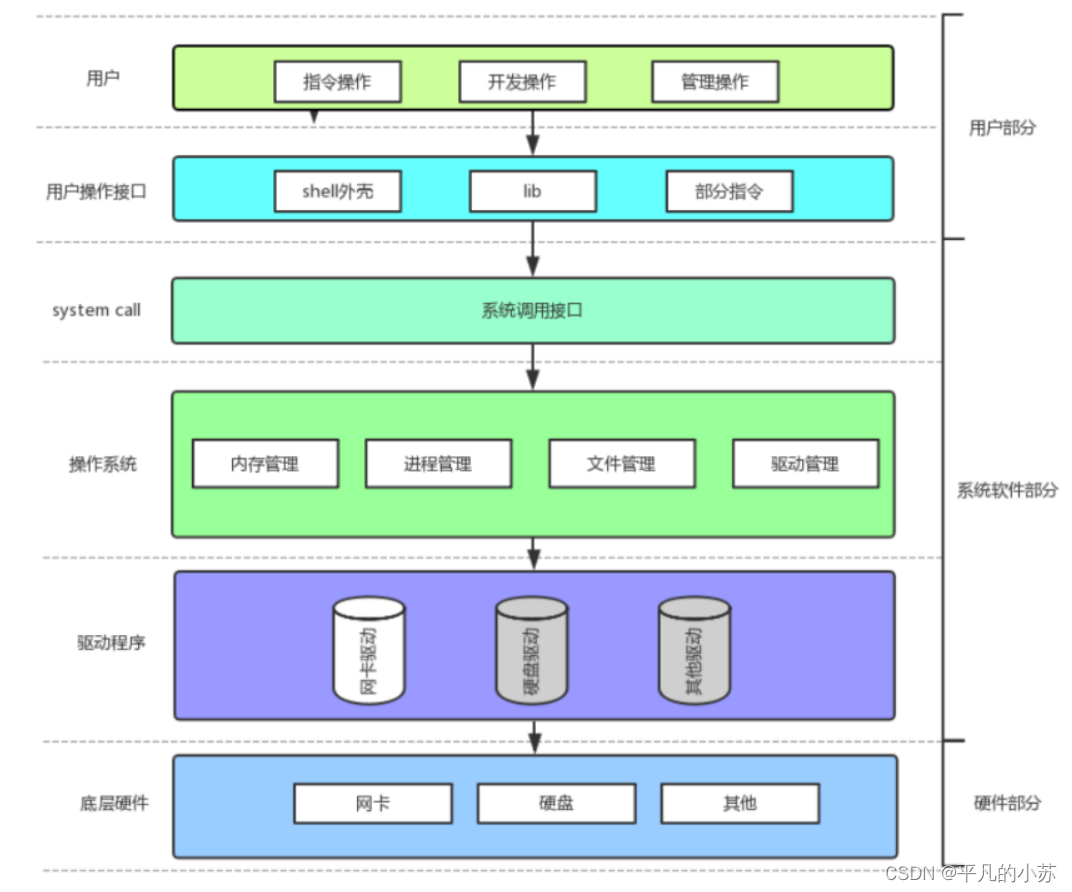 用户
指令操作
开发操作
管理操作
用户部分
用户操作接口
shell外壳
lib
部分指令
system call
系统调用接口
操作系统
内存管理
进程管理
文件管理
驱动管理
系统软件部分
驱动程序
网卡驱动
硬盘驱动
其他驱动
底层硬件
网卡
硬盘
其他
硬件部分
CSDN @平凡的小苏